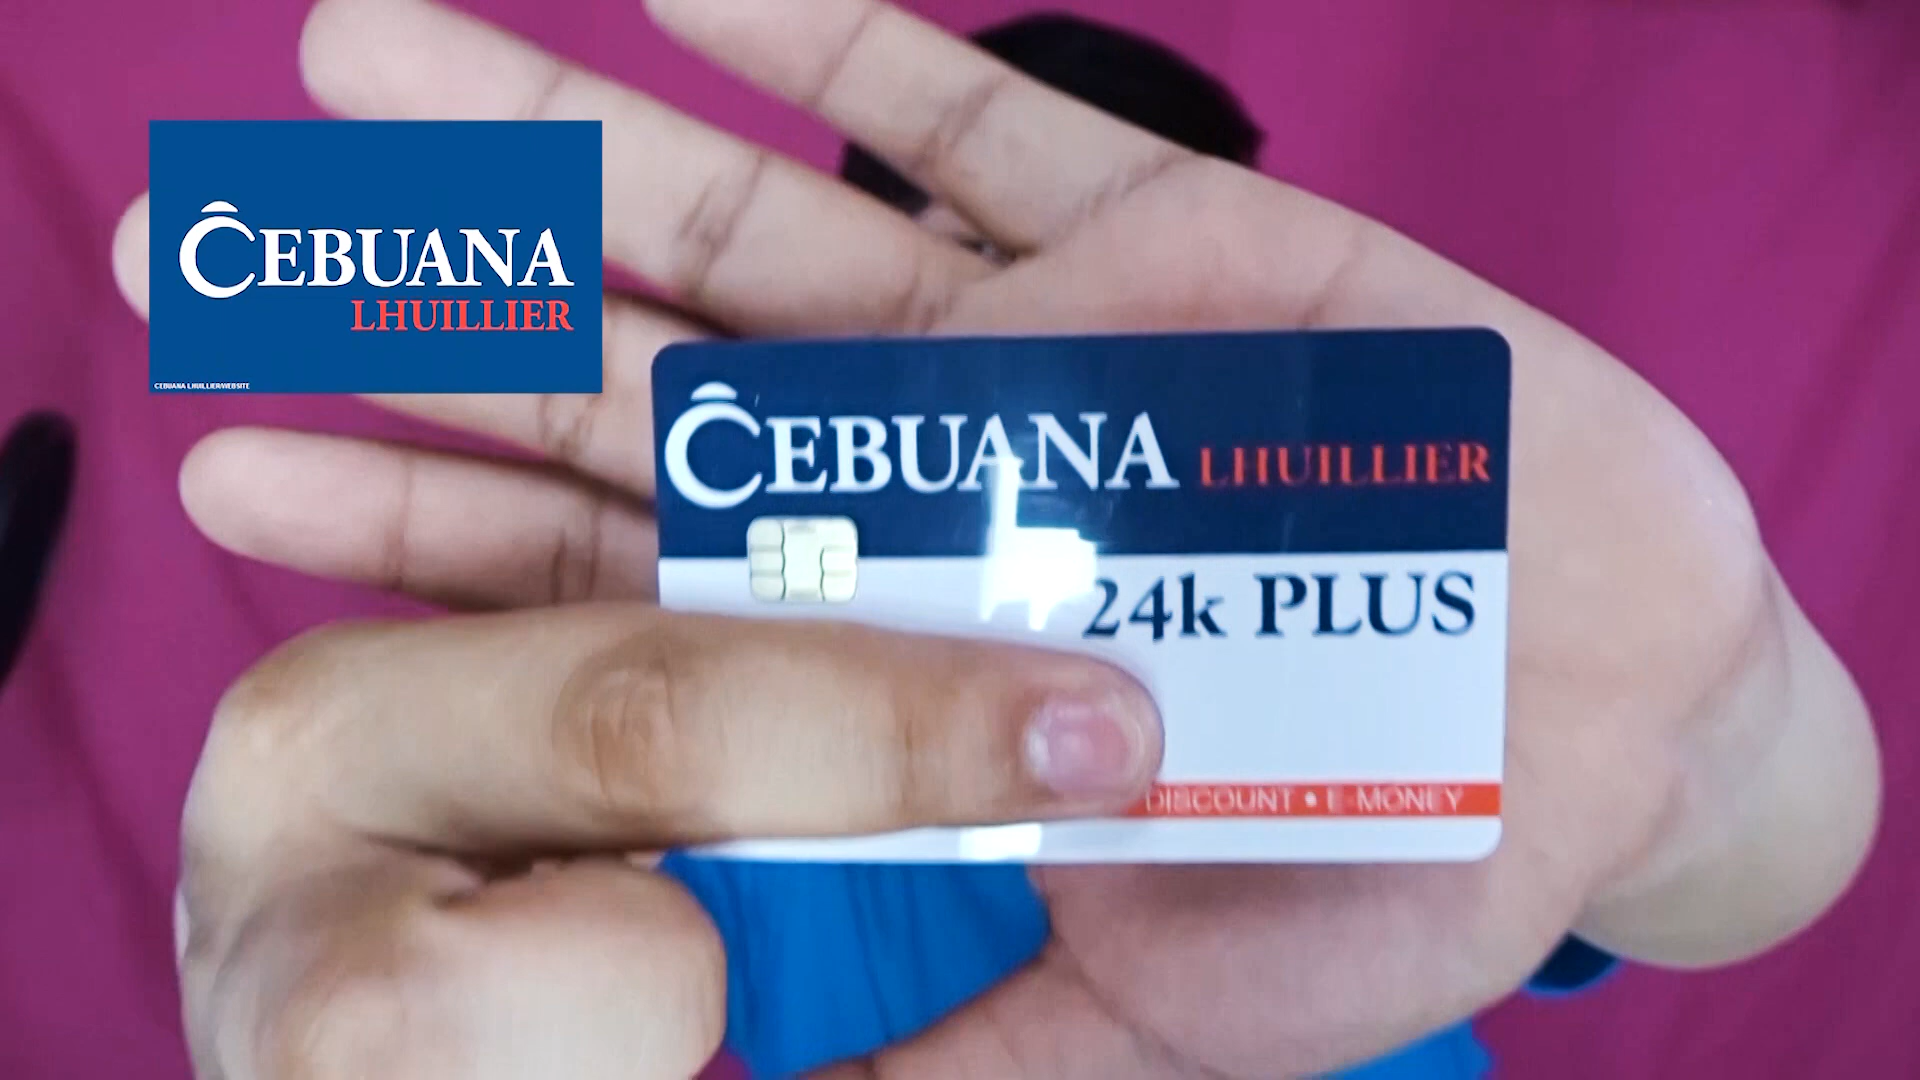 CEBUANA
LHUILLIER
CEBUANA LHUILLIER/WEBSITE
CEBUANA LHUILLIER
24k PLUS
DISCOUNT • E-MONEY